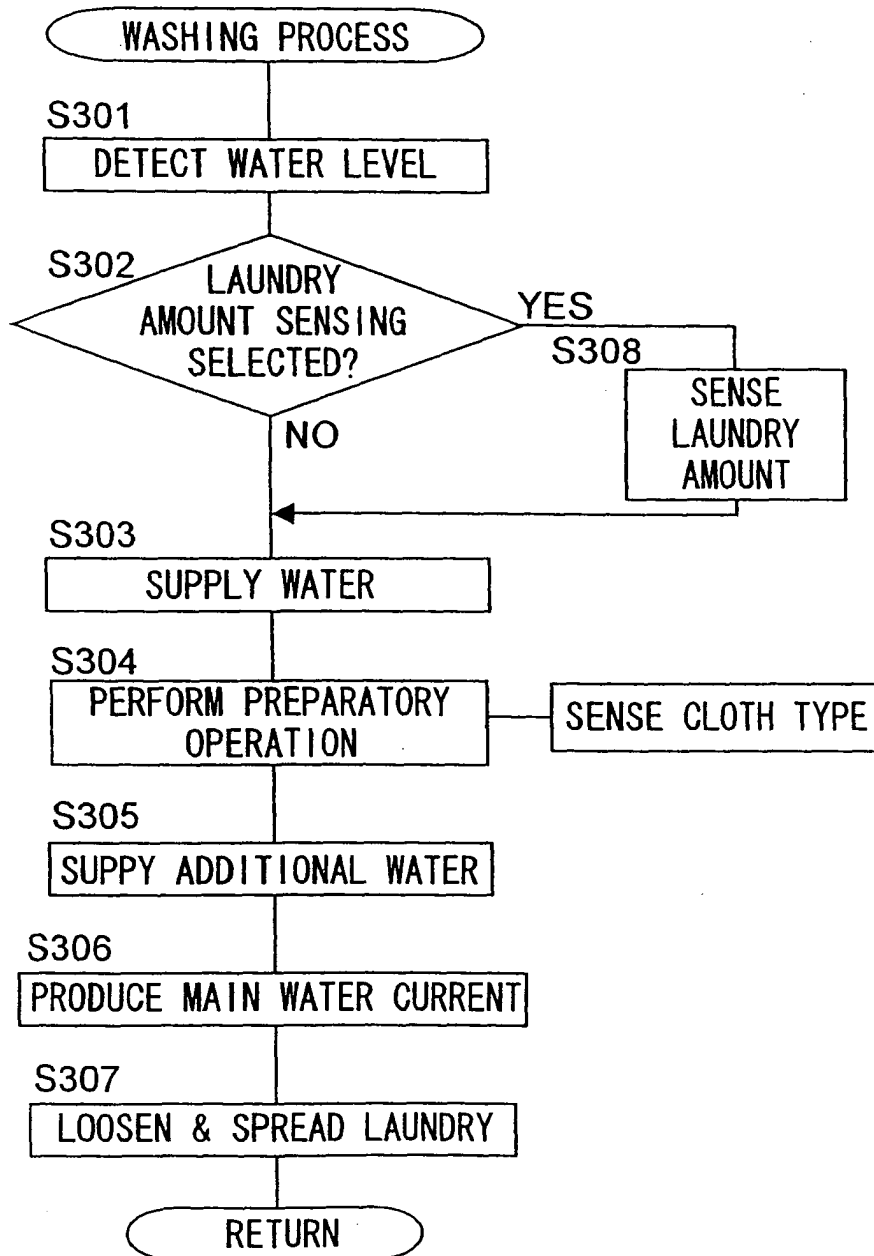 WASHING PROCESS
S301
DETECT WATER LEVEL
S302
LAUNDRY
AMOUNT SENSING
SELECTED?
YES
S308
SENSE
LAUNDRY
AMOUNT
NO
S303
SUPPLY WATER
S304
PERFORM PREPARATORY
OPERATION
SENSE CLOTH TYPE
S305
SUPPY ADDITIONAL WATER
S306
PRODUCE MAIN WATER CURRENT
S307
LOOSEN & SPREAD LAUNDRY
RETURN